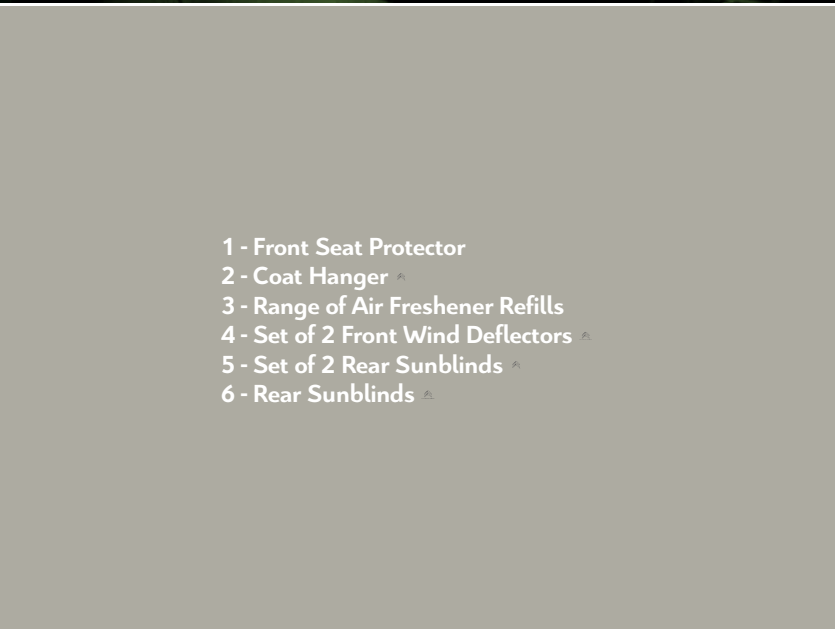 1 - Front Seat Protector
2 - Coat Hanger
3 - Range of Air Freshener Refills
4 - Set of 2 Front Wind Deflectors
5 - Set of 2 Rear Sunblinds
6 - Rear Sunblinds